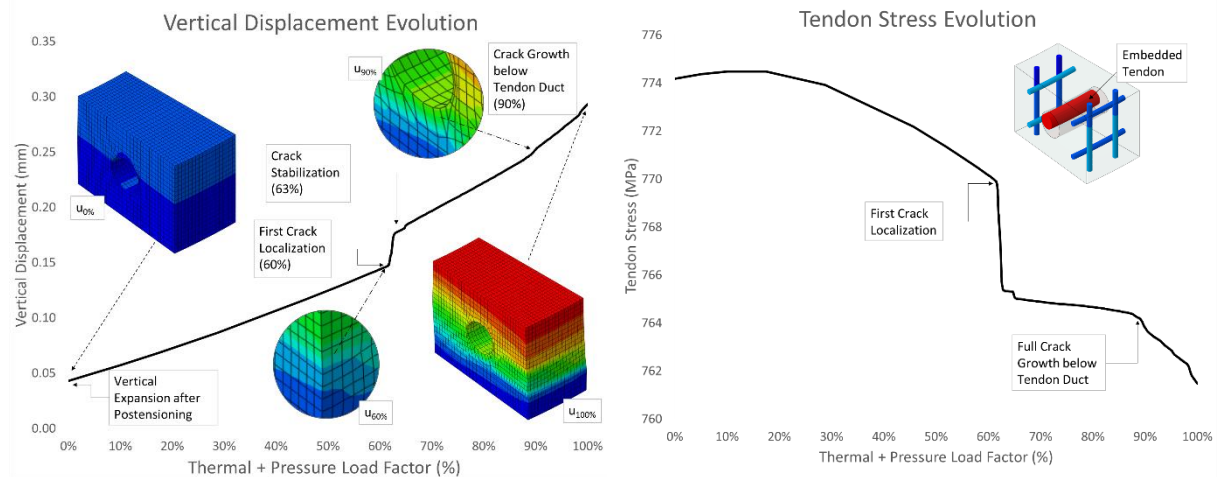 Vertical Displacement Evolution
0.35
0.30
0.25
0.20
0.15
0.10
0.05
0.00
Vertical Displacement (mm)
u0%
u90%
Crack Growth
below
Tendon Duct
(90%)
Crack
Stabilization
(63%)
First Crack
Localization
(60%)
Vertical
Expansion after
Postensioning
u60%
u100%
0% 10% 20% 30% 40% 50% 60% 70% 80% 90% 100%
Thermal + Pressure Load Factor (%)
Tendon Stress Evolution
776
774
772
770
768
766
764
762
760
Tendon Stress (MPa)
Embedded
Tendon
First Crack
Localization
Full Crack
Growth below
Tendon Duct
0% 10% 20% 30% 40% 50% 60% 70% 80% 90% 100%
Thermal + Pressure Load Factor (%)